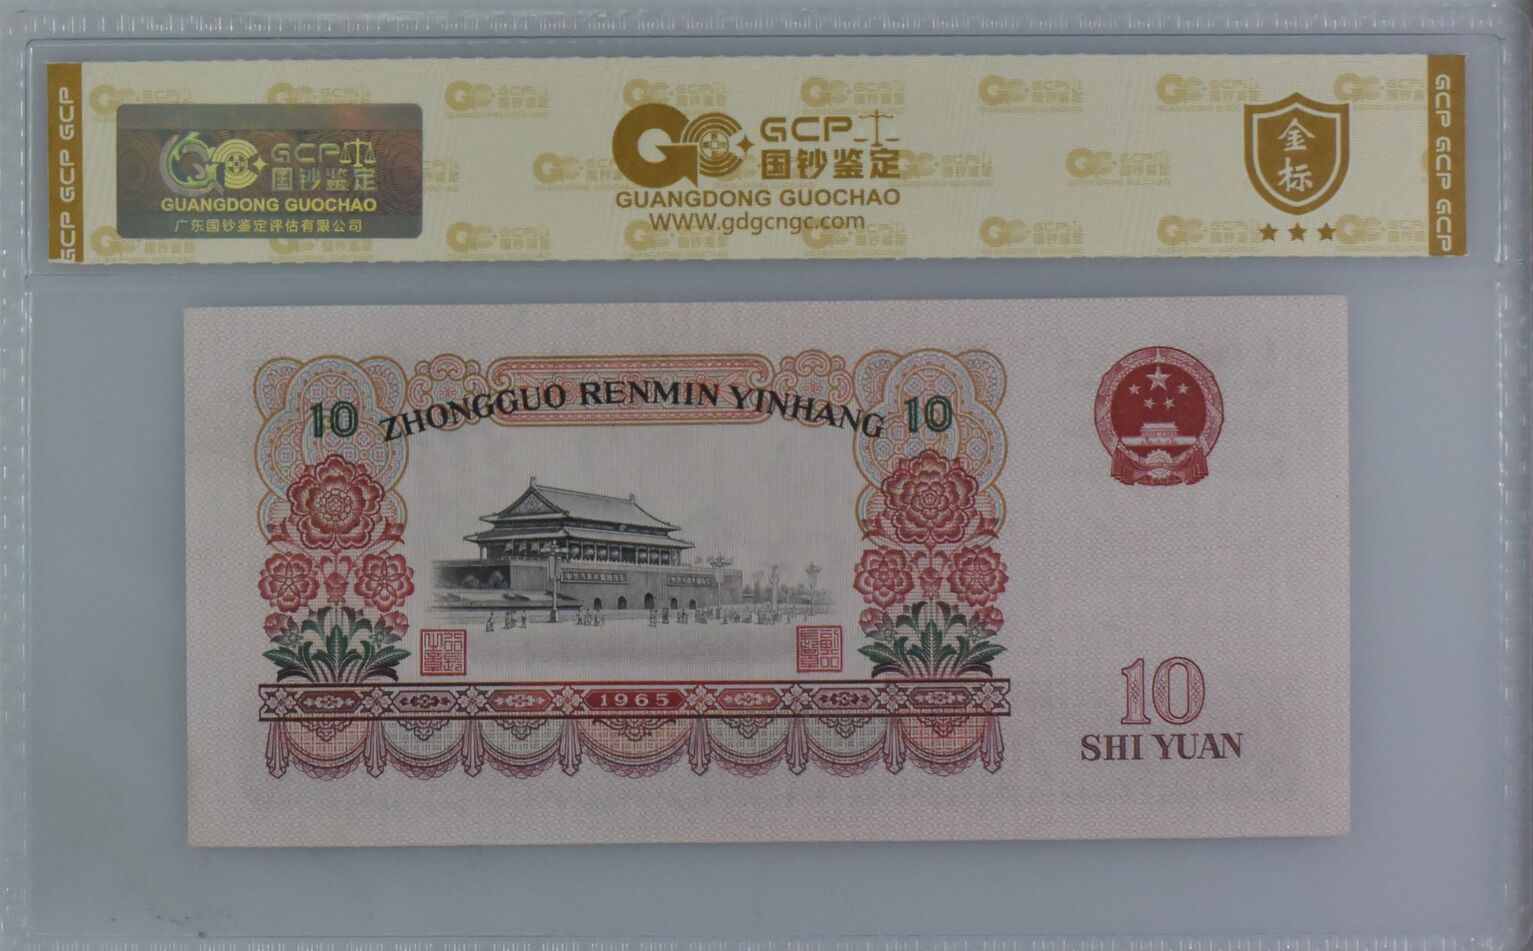 GCP GCP GCP
GCP 国钞鉴定
GUANGDONG GUOCHAO
广东国钞鉴定评估有限公司
GCP
国钞鉴定
GUANGDONG GUOCHAO
WWW.gdgcngc.com
金
标
GCP GCP GCP
10 ZHONGGUO RENMIN YINHANG 10
1965
10
SHI YUAN